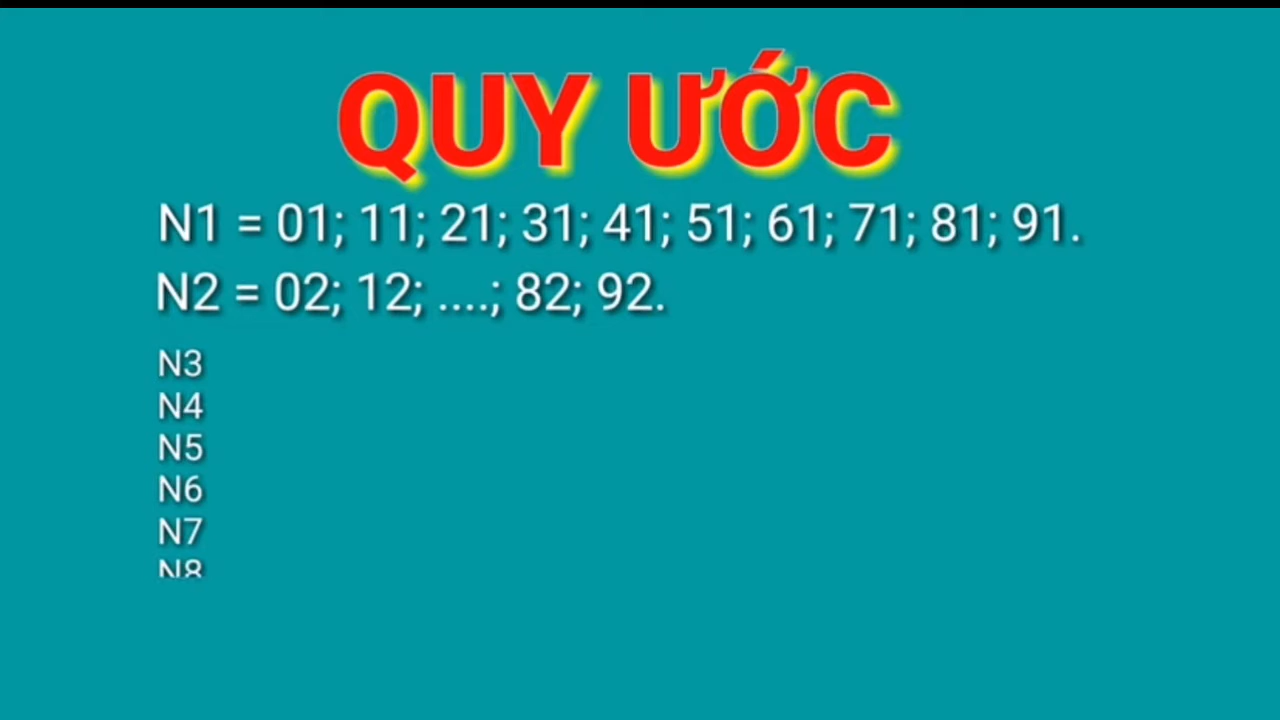 QUY ƯỚC
N1 = 01; 11; 21; 31; 41; 51; 61; 71; 81; 91.
N2 = 02; 12; ....; 82; 92.
N3
N4
N5
N6
N7
N8